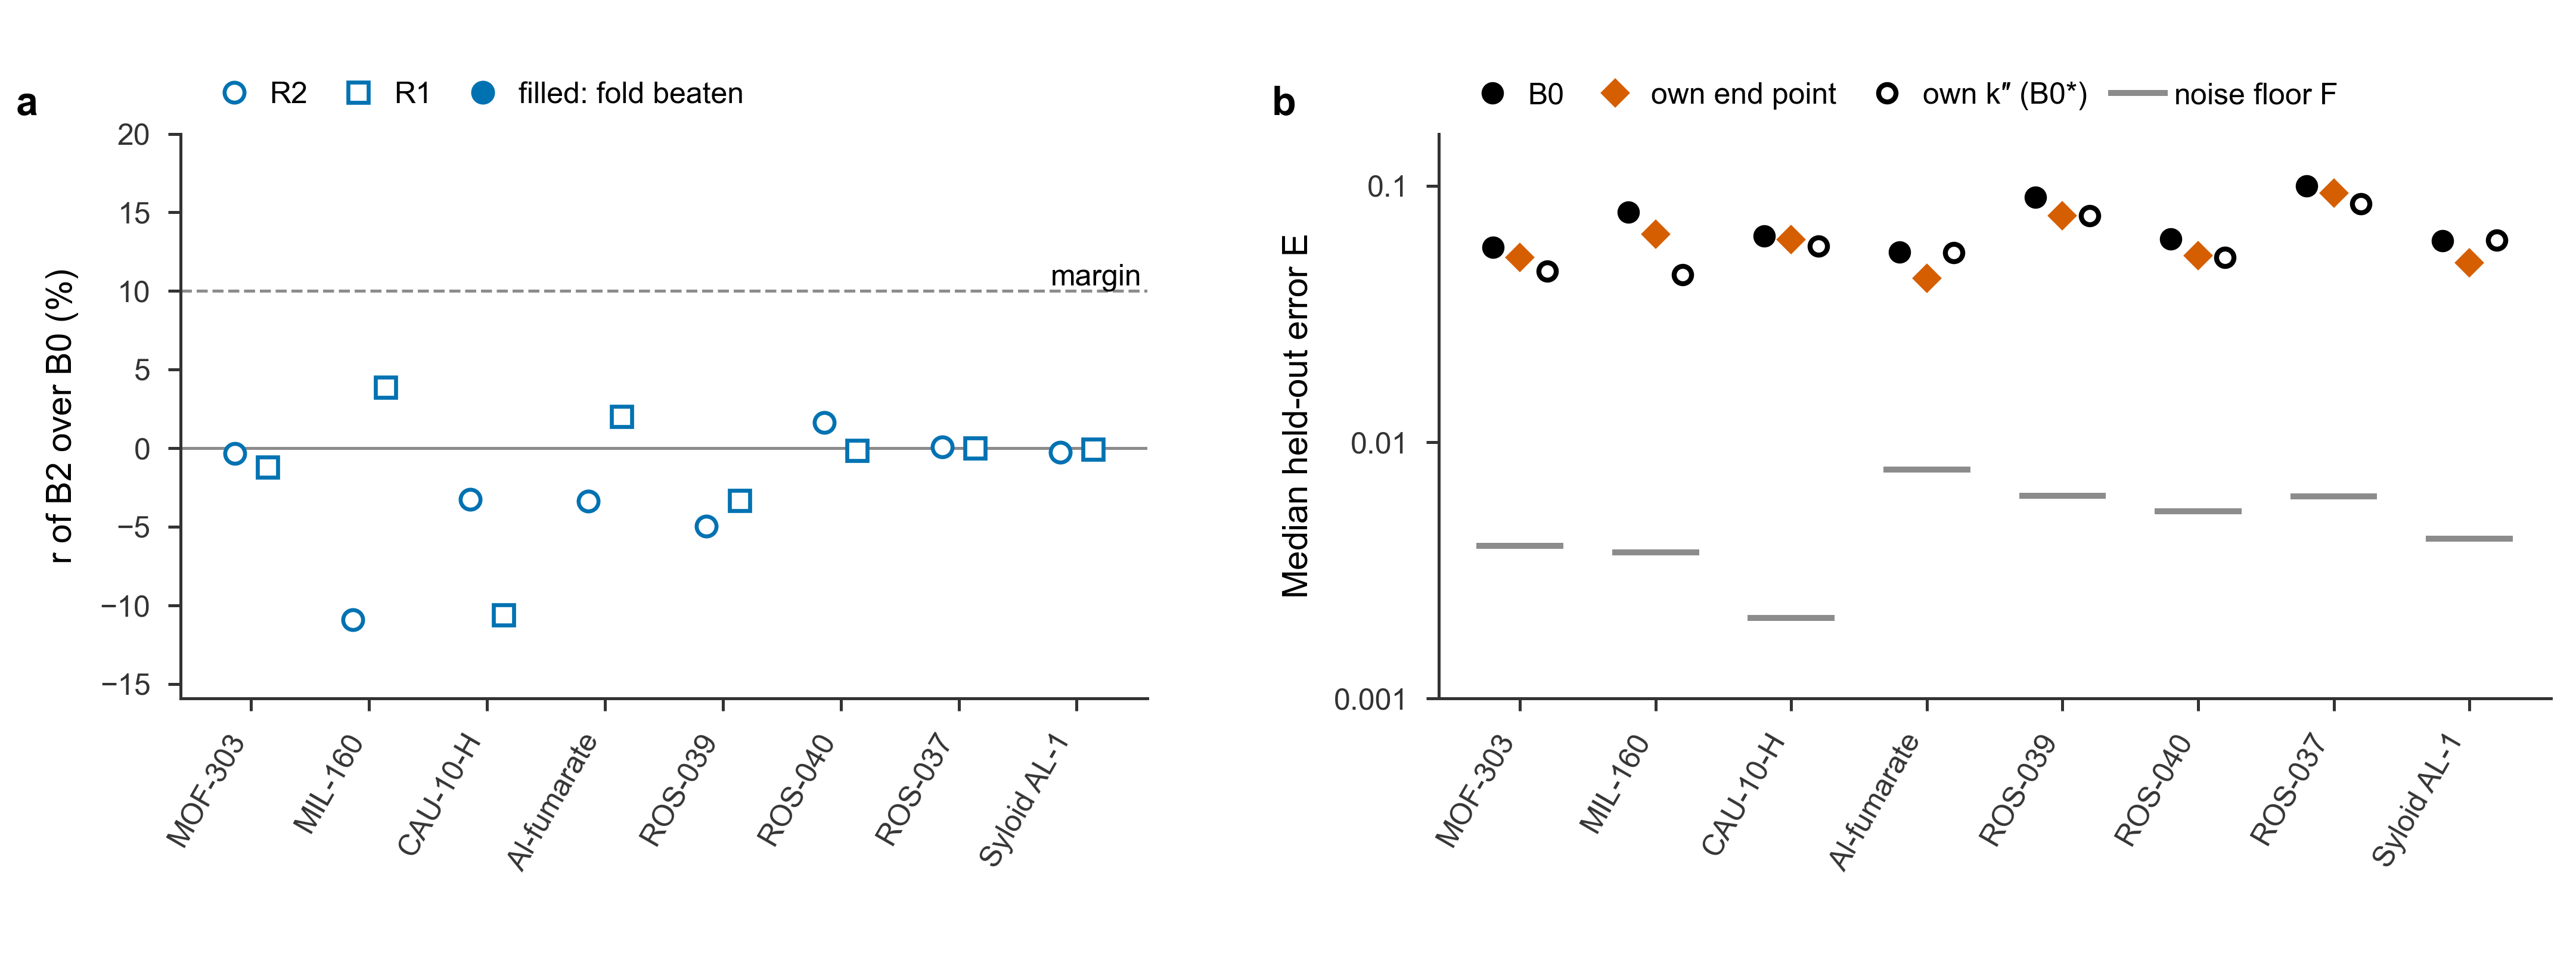 a
R2 R1 filled: fold beaten
r of B2 over B0 (%)
20
15
10
5
0
−5
−10
−15
margin
MOF-303
MIL-160
CAU-10-H
Al-fumarate
ROS-039
ROS-040
ROS-037
Syloid AL-1
b
B0 own end point own k″ (B0*) noise floor F
Median held-out error E
0.1
0.01
0.001
MOF-303
MIL-160
CAU-10-H
Al-fumarate
ROS-039
ROS-040
ROS-037
Syloid AL-1